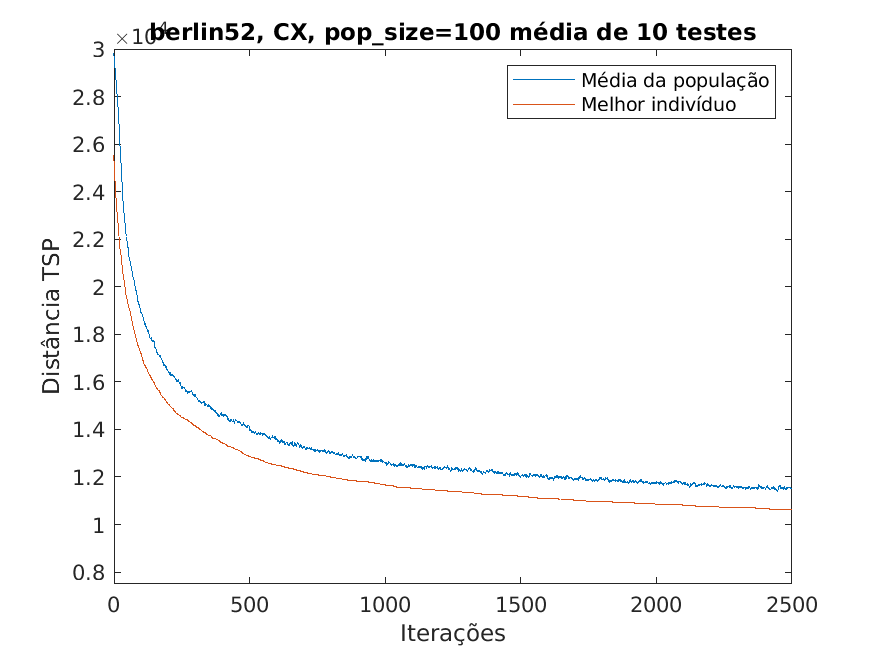 ×10⁴
berlin52, CX, pop_size=100 média de 10 testes
Média da população
Melhor indivíduo
Distância TSP
3
2.8
2.6
2.4
2.2
2
1.8
1.6
1.4
1.2
1
0.8
0 500 1000 1500 2000 2500
Iterações